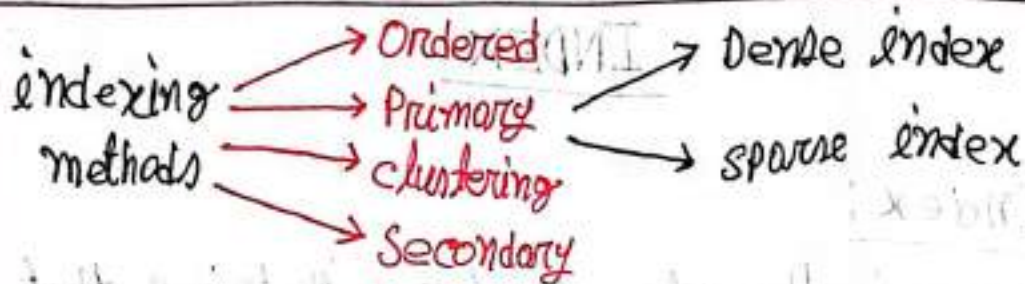 indexing
methods
Ordered
Primary
clustering
Secondary
Dense index
sparse index